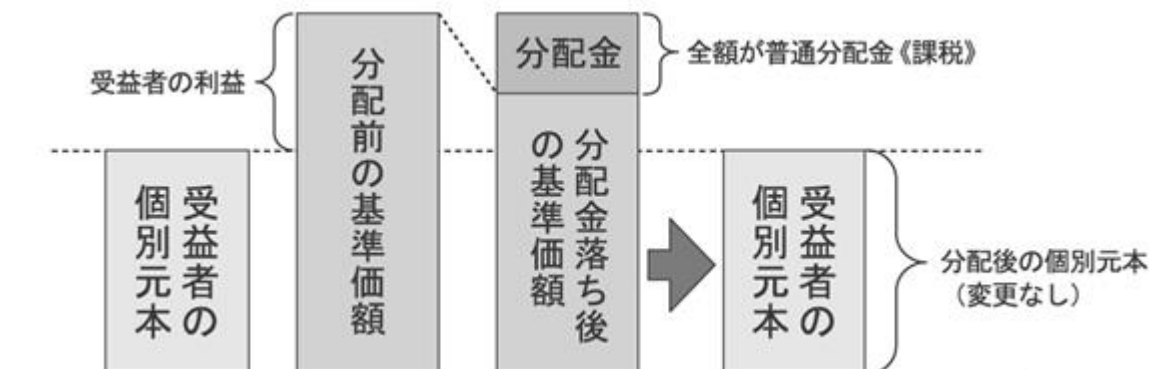 受益者の利益
受益者の
個別元本
分配前の基準価額
分配金
全額が普通分配金《課税》
分配金落ち後
の基準価額
受益者の
個別元本
分配後の個別元本
（変更なし）